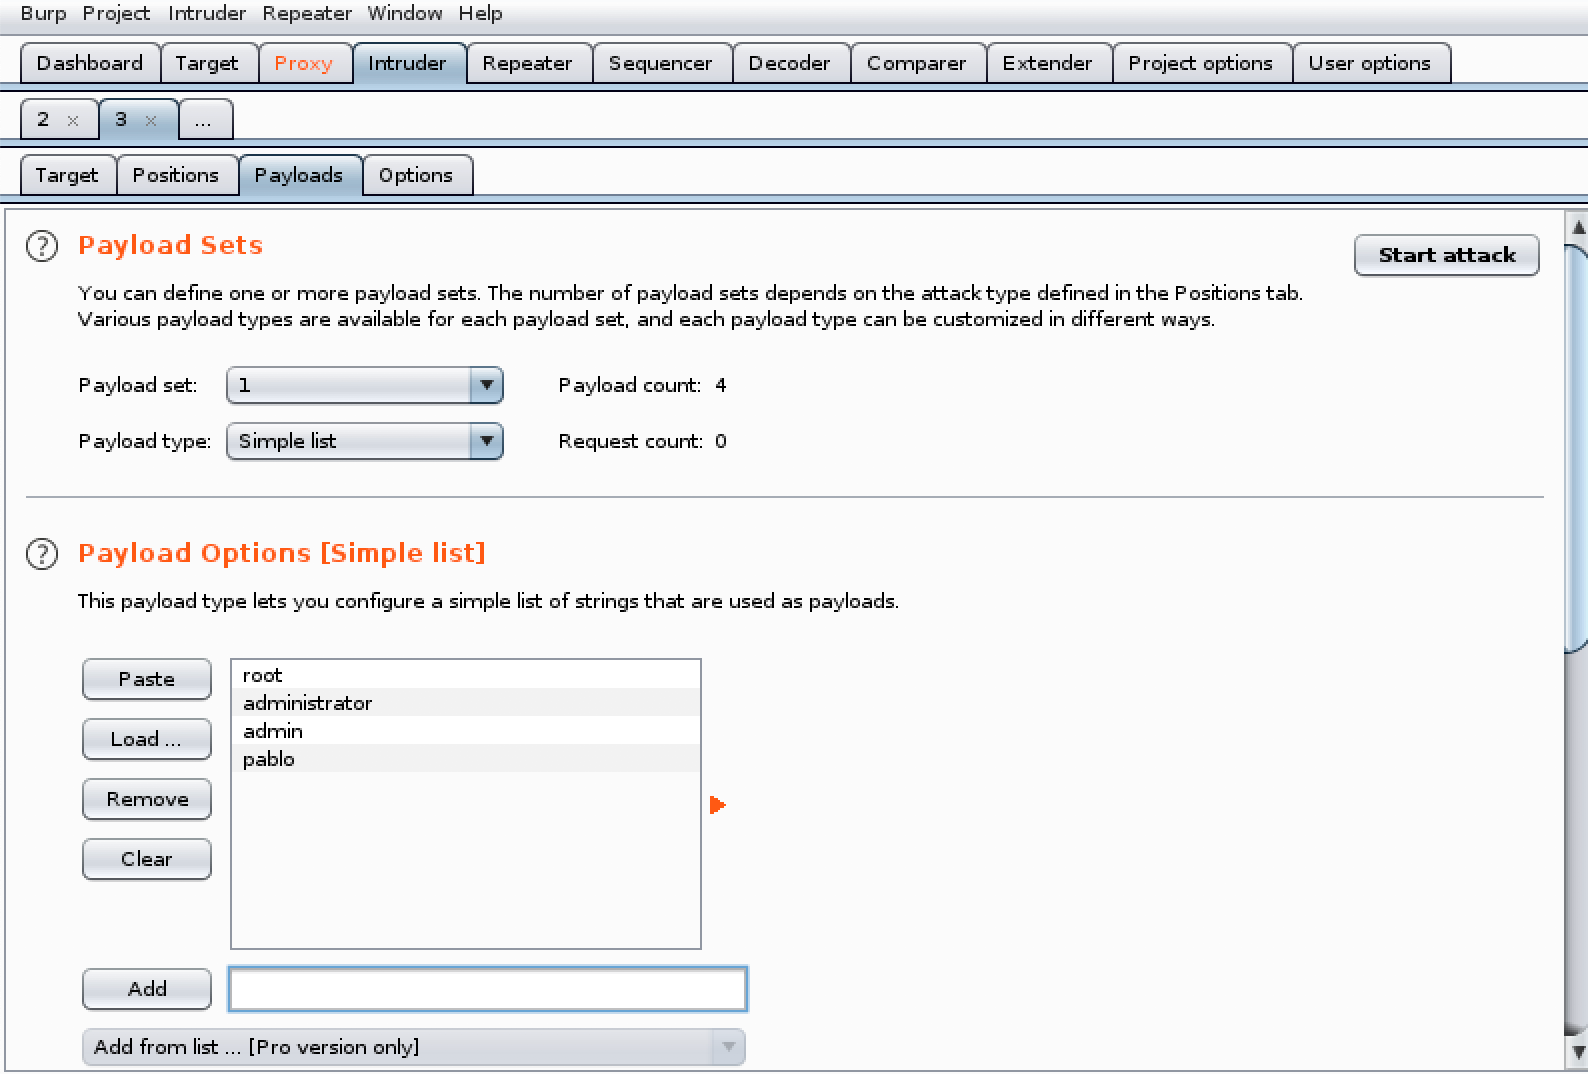 Burp Project Intruder Repeater Window Help
Dashboard Target Proxy Intruder Repeater Sequencer Decoder Comparer Extender Project options User options
2 × 3 × ...
Target Positions Payloads Options
? Payload Sets
Start attack
You can define one or more payload sets. The number of payload sets depends on the attack type defined in the Positions tab.
Various payload types are available for each payload set, and each payload type can be customized in different ways.
Payload set: 1 Payload count: 4
Payload type: Simple list Request count: 0
? Payload Options [Simple list]
This payload type lets you configure a simple list of strings that are used as payloads.
Paste
Load ...
Remove
Clear
root
administrator
admin
pablo
Add
Add from list ... [Pro version only]